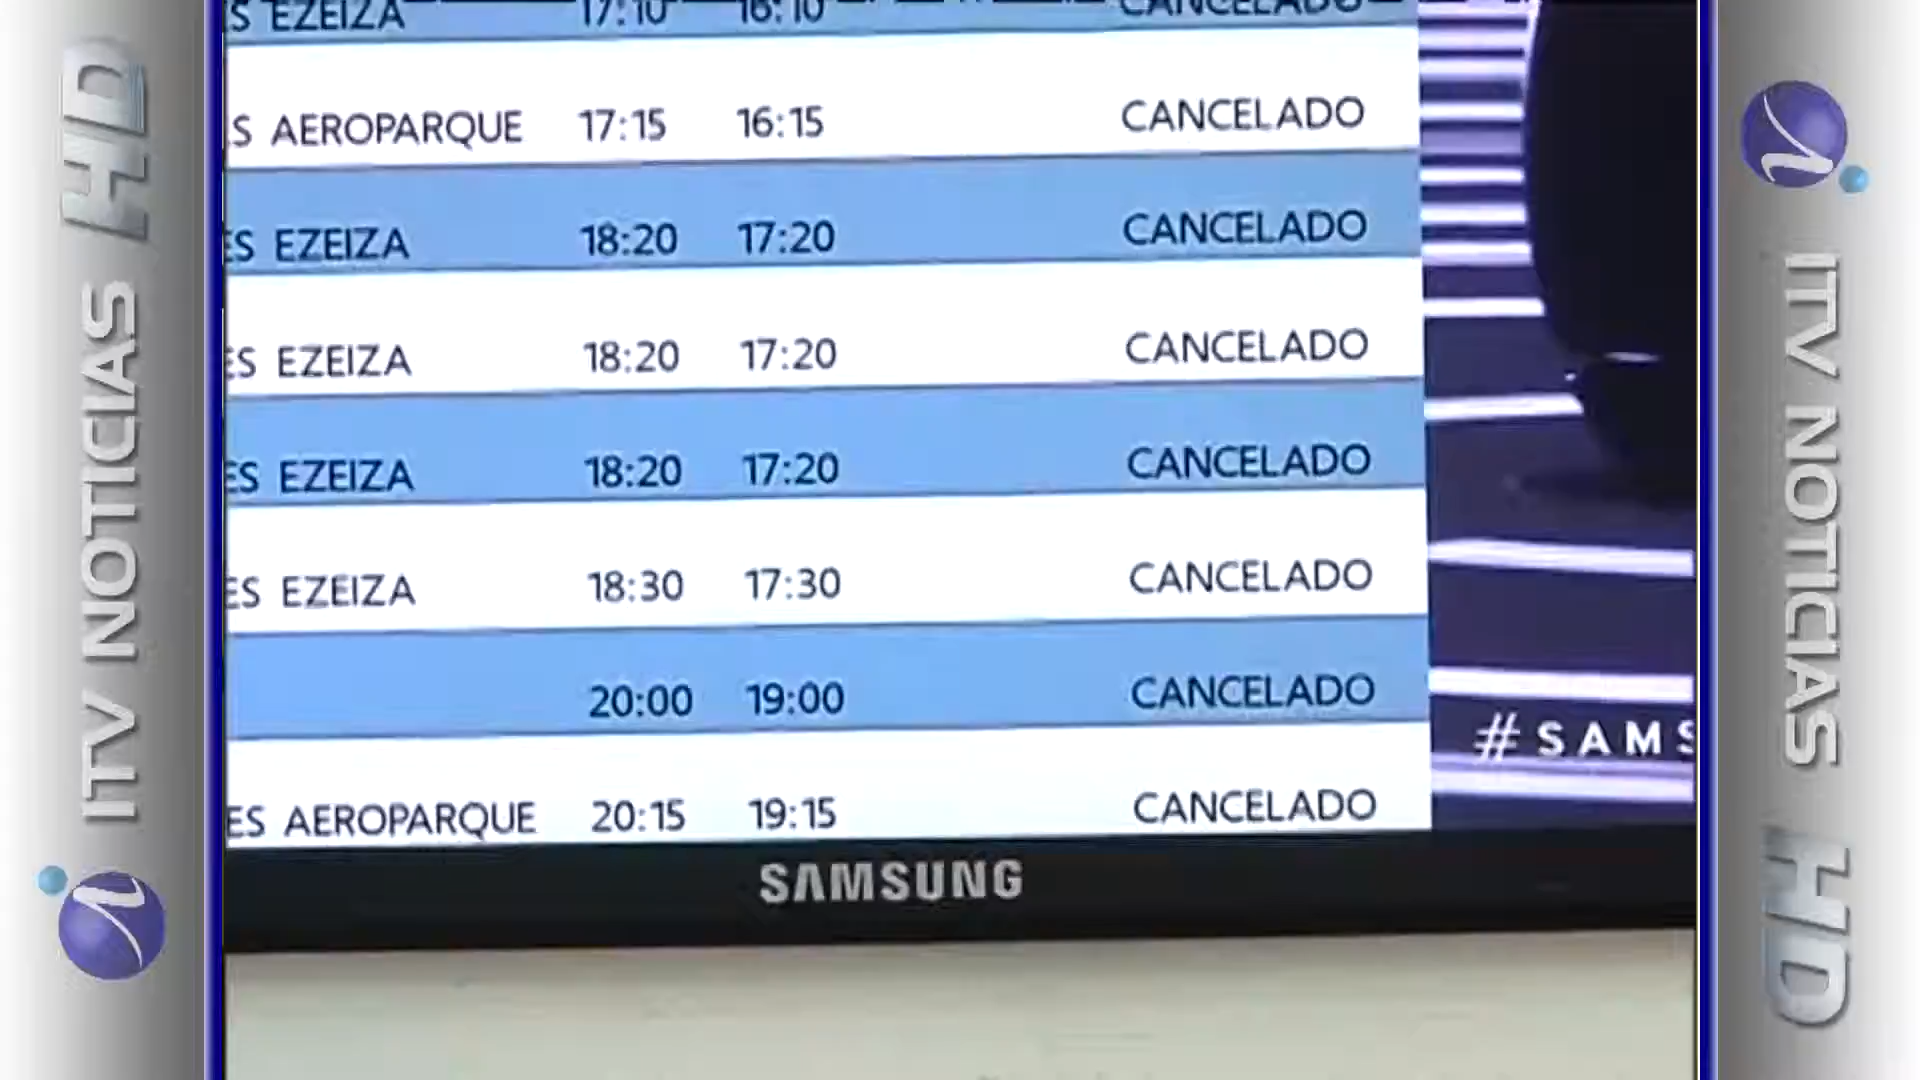 S EZEIZA 17:10 16:10 CANCELADO
S AEROPARQUE 17:15 16:15 CANCELADO
ES EZEIZA 18:20 17:20 CANCELADO
ES EZEIZA 18:20 17:20 CANCELADO
ES EZEIZA 18:20 17:20 CANCELADO
ES EZEIZA 18:30 17:30 CANCELADO
20:00 19:00 CANCELADO
ES AEROPARQUE 20:15 19:15 CANCELADO
#SAMS
SAMSUNG
ITV NOTICIAS HD
ITV NOTICIAS HD